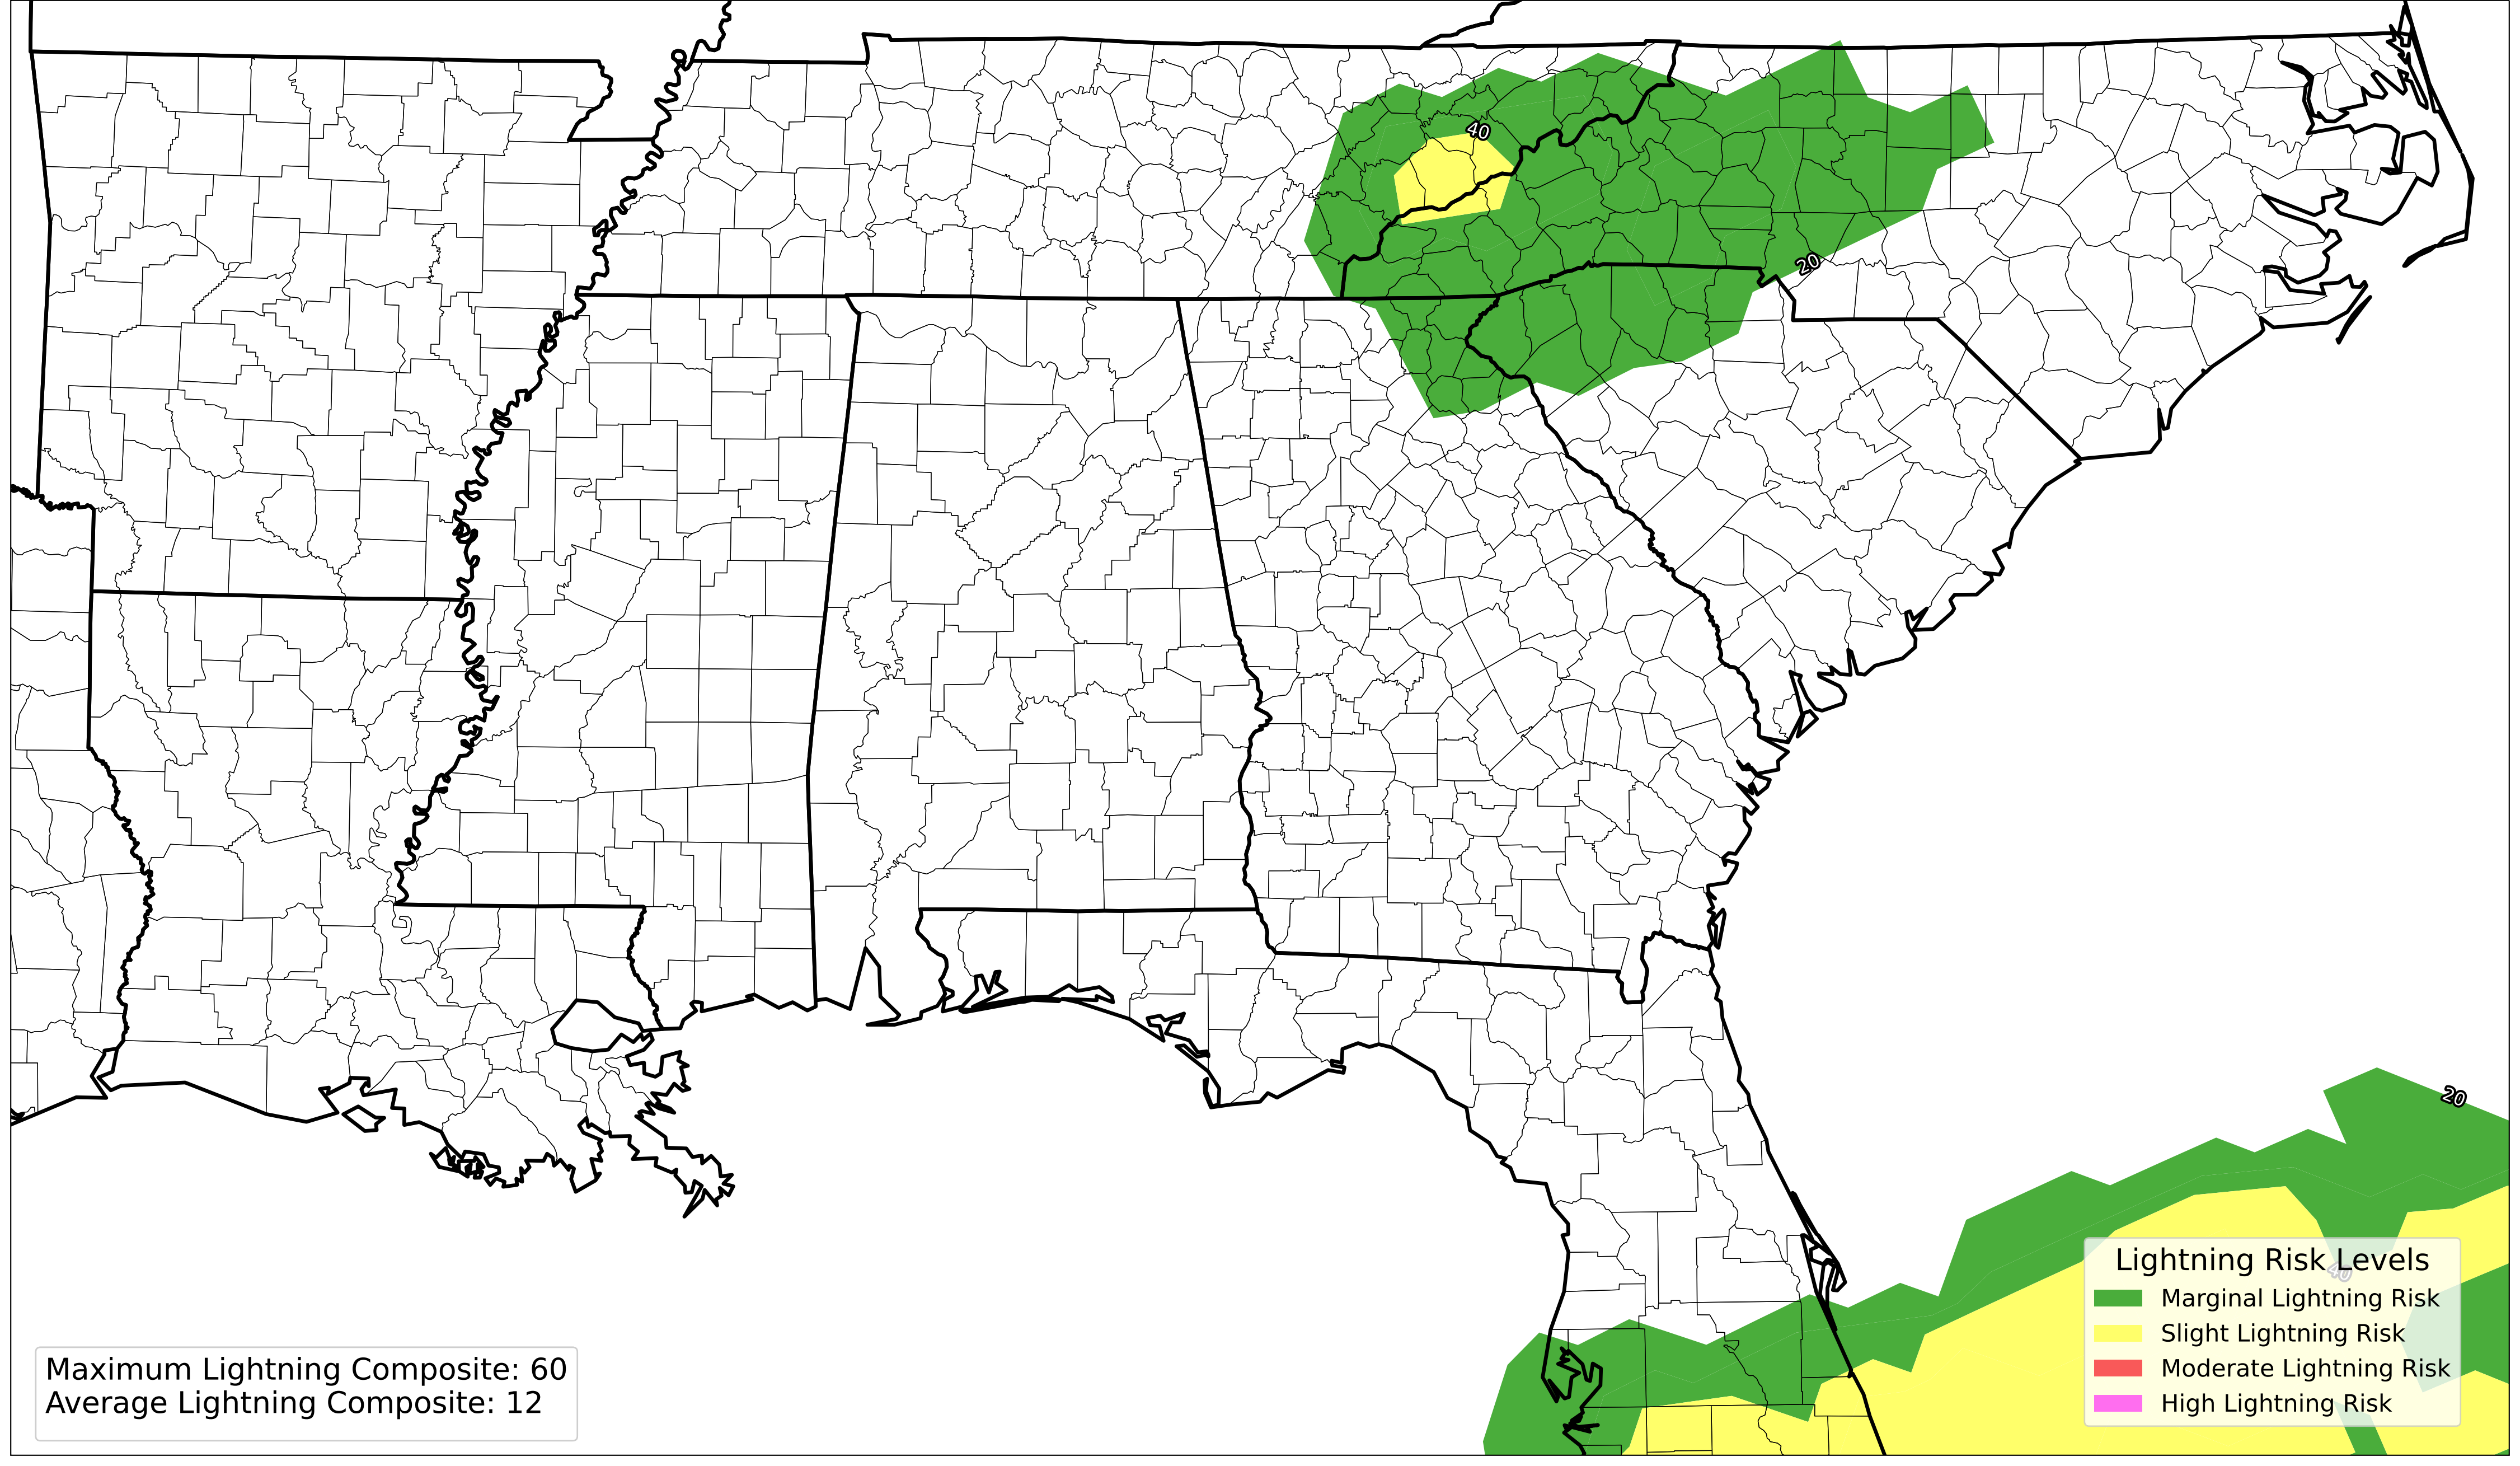 40
20
20
Lightning Risk Levels
40
Marginal Lightning Risk
Slight Lightning Risk
Moderate Lightning Risk
High Lightning Risk
Maximum Lightning Composite: 60
Average Lightning Composite: 12